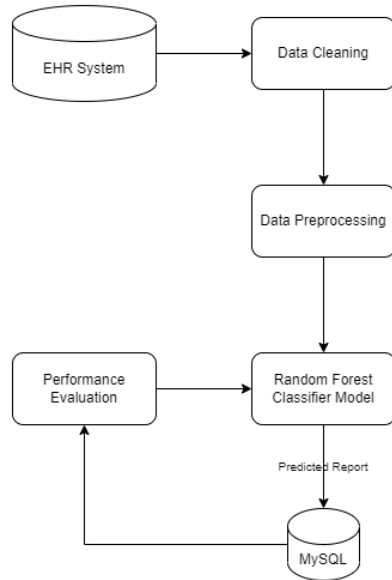 EHR System
Data Cleaning
Data Preprocessing
Performance
Evaluation
Random Forest
Classifier Model
Predicted Report
MySQL